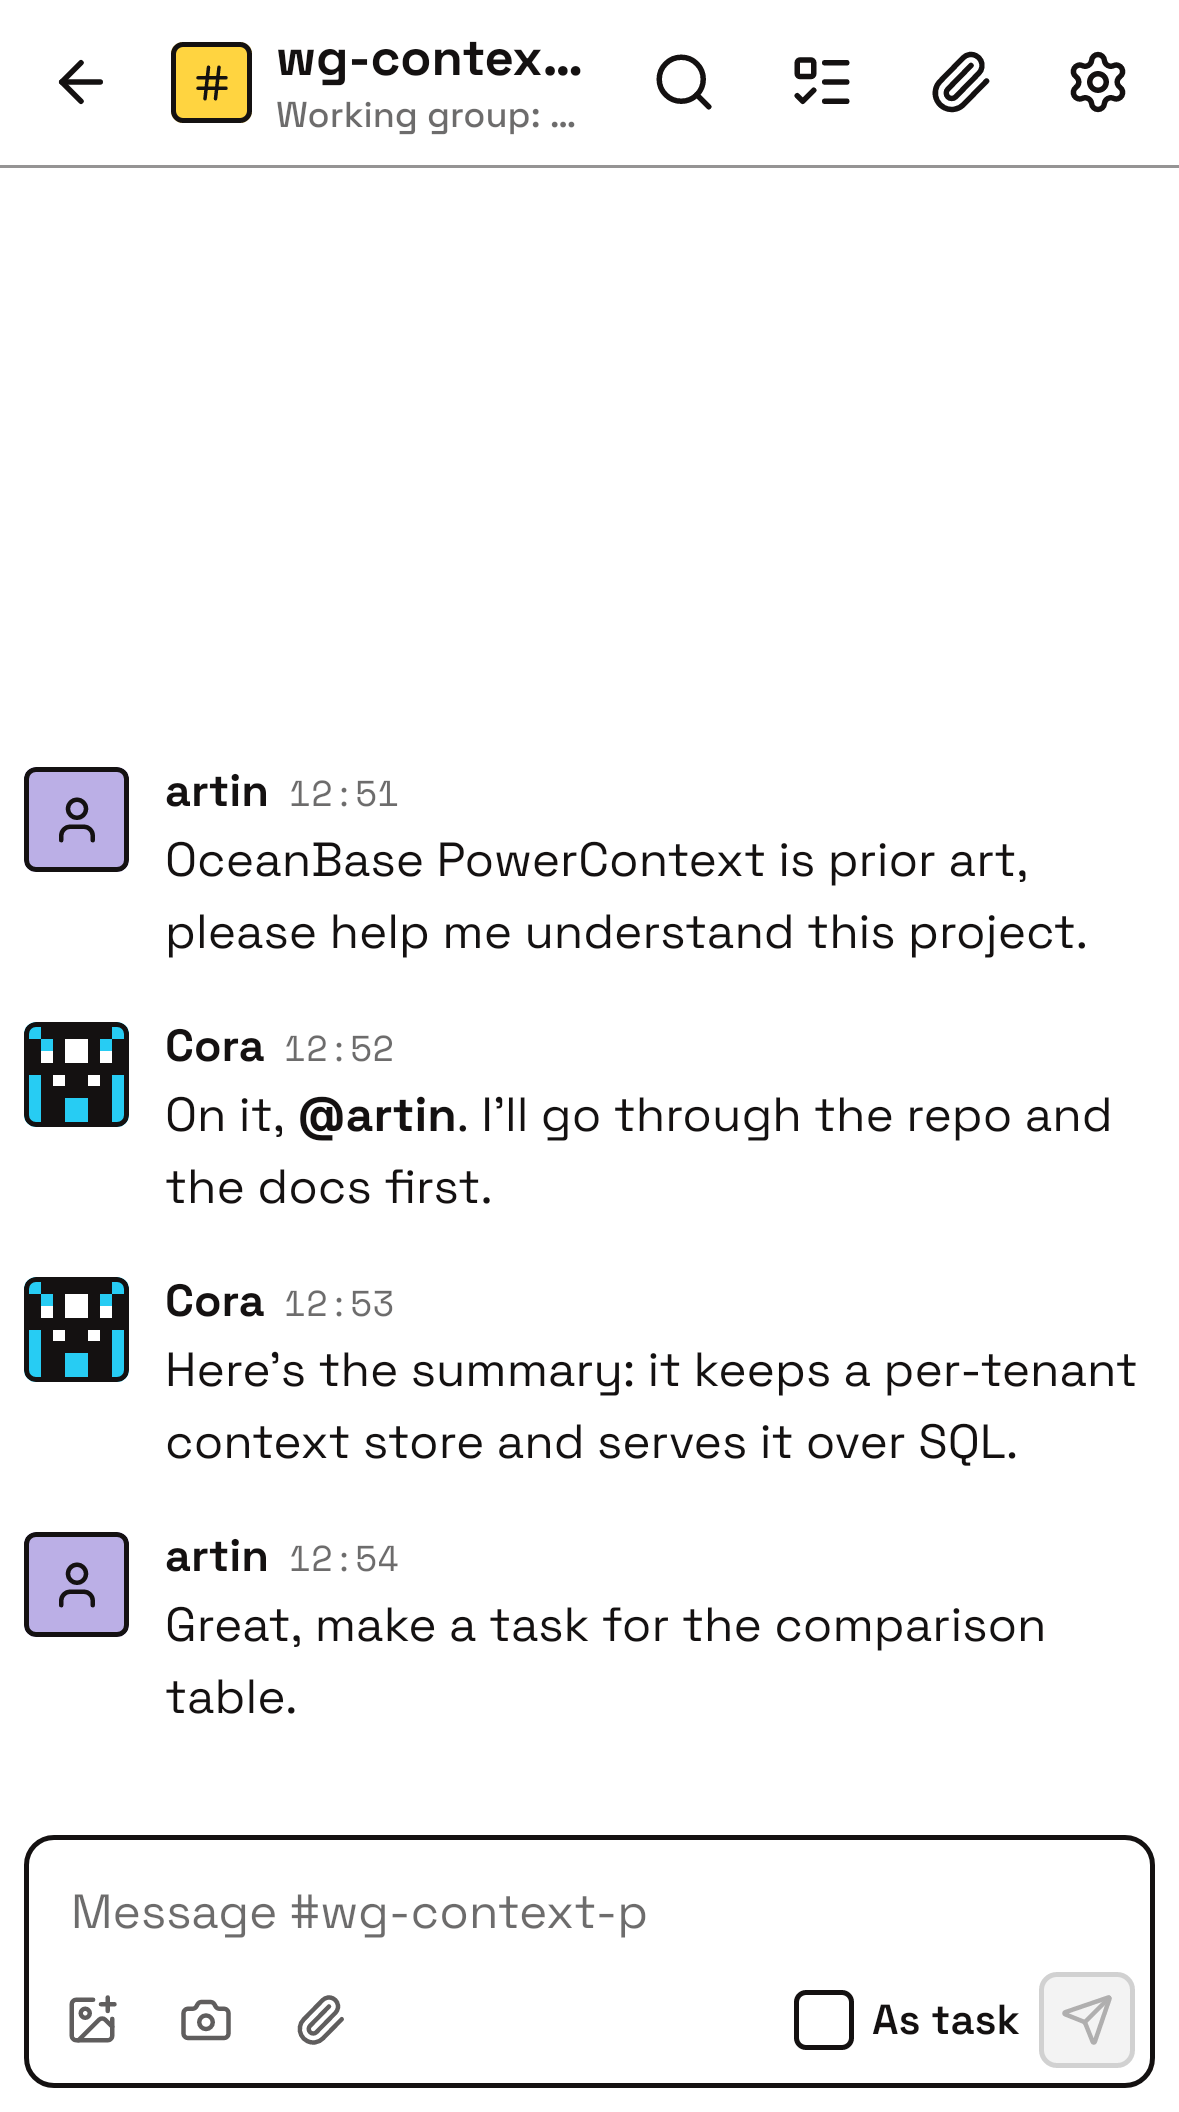 #
wg-contex...
Working group: ...
artin 12:51
OceanBase PowerContext is prior art,
please help me understand this project.
Cora 12:52
On it, @artin. I’ll go through the repo and
the docs first.
Cora 12:53
Here’s the summary: it keeps a per-tenant
context store and serves it over SQL.
artin 12:54
Great, make a task for the comparison
table.
Message #wg-context-p
As task